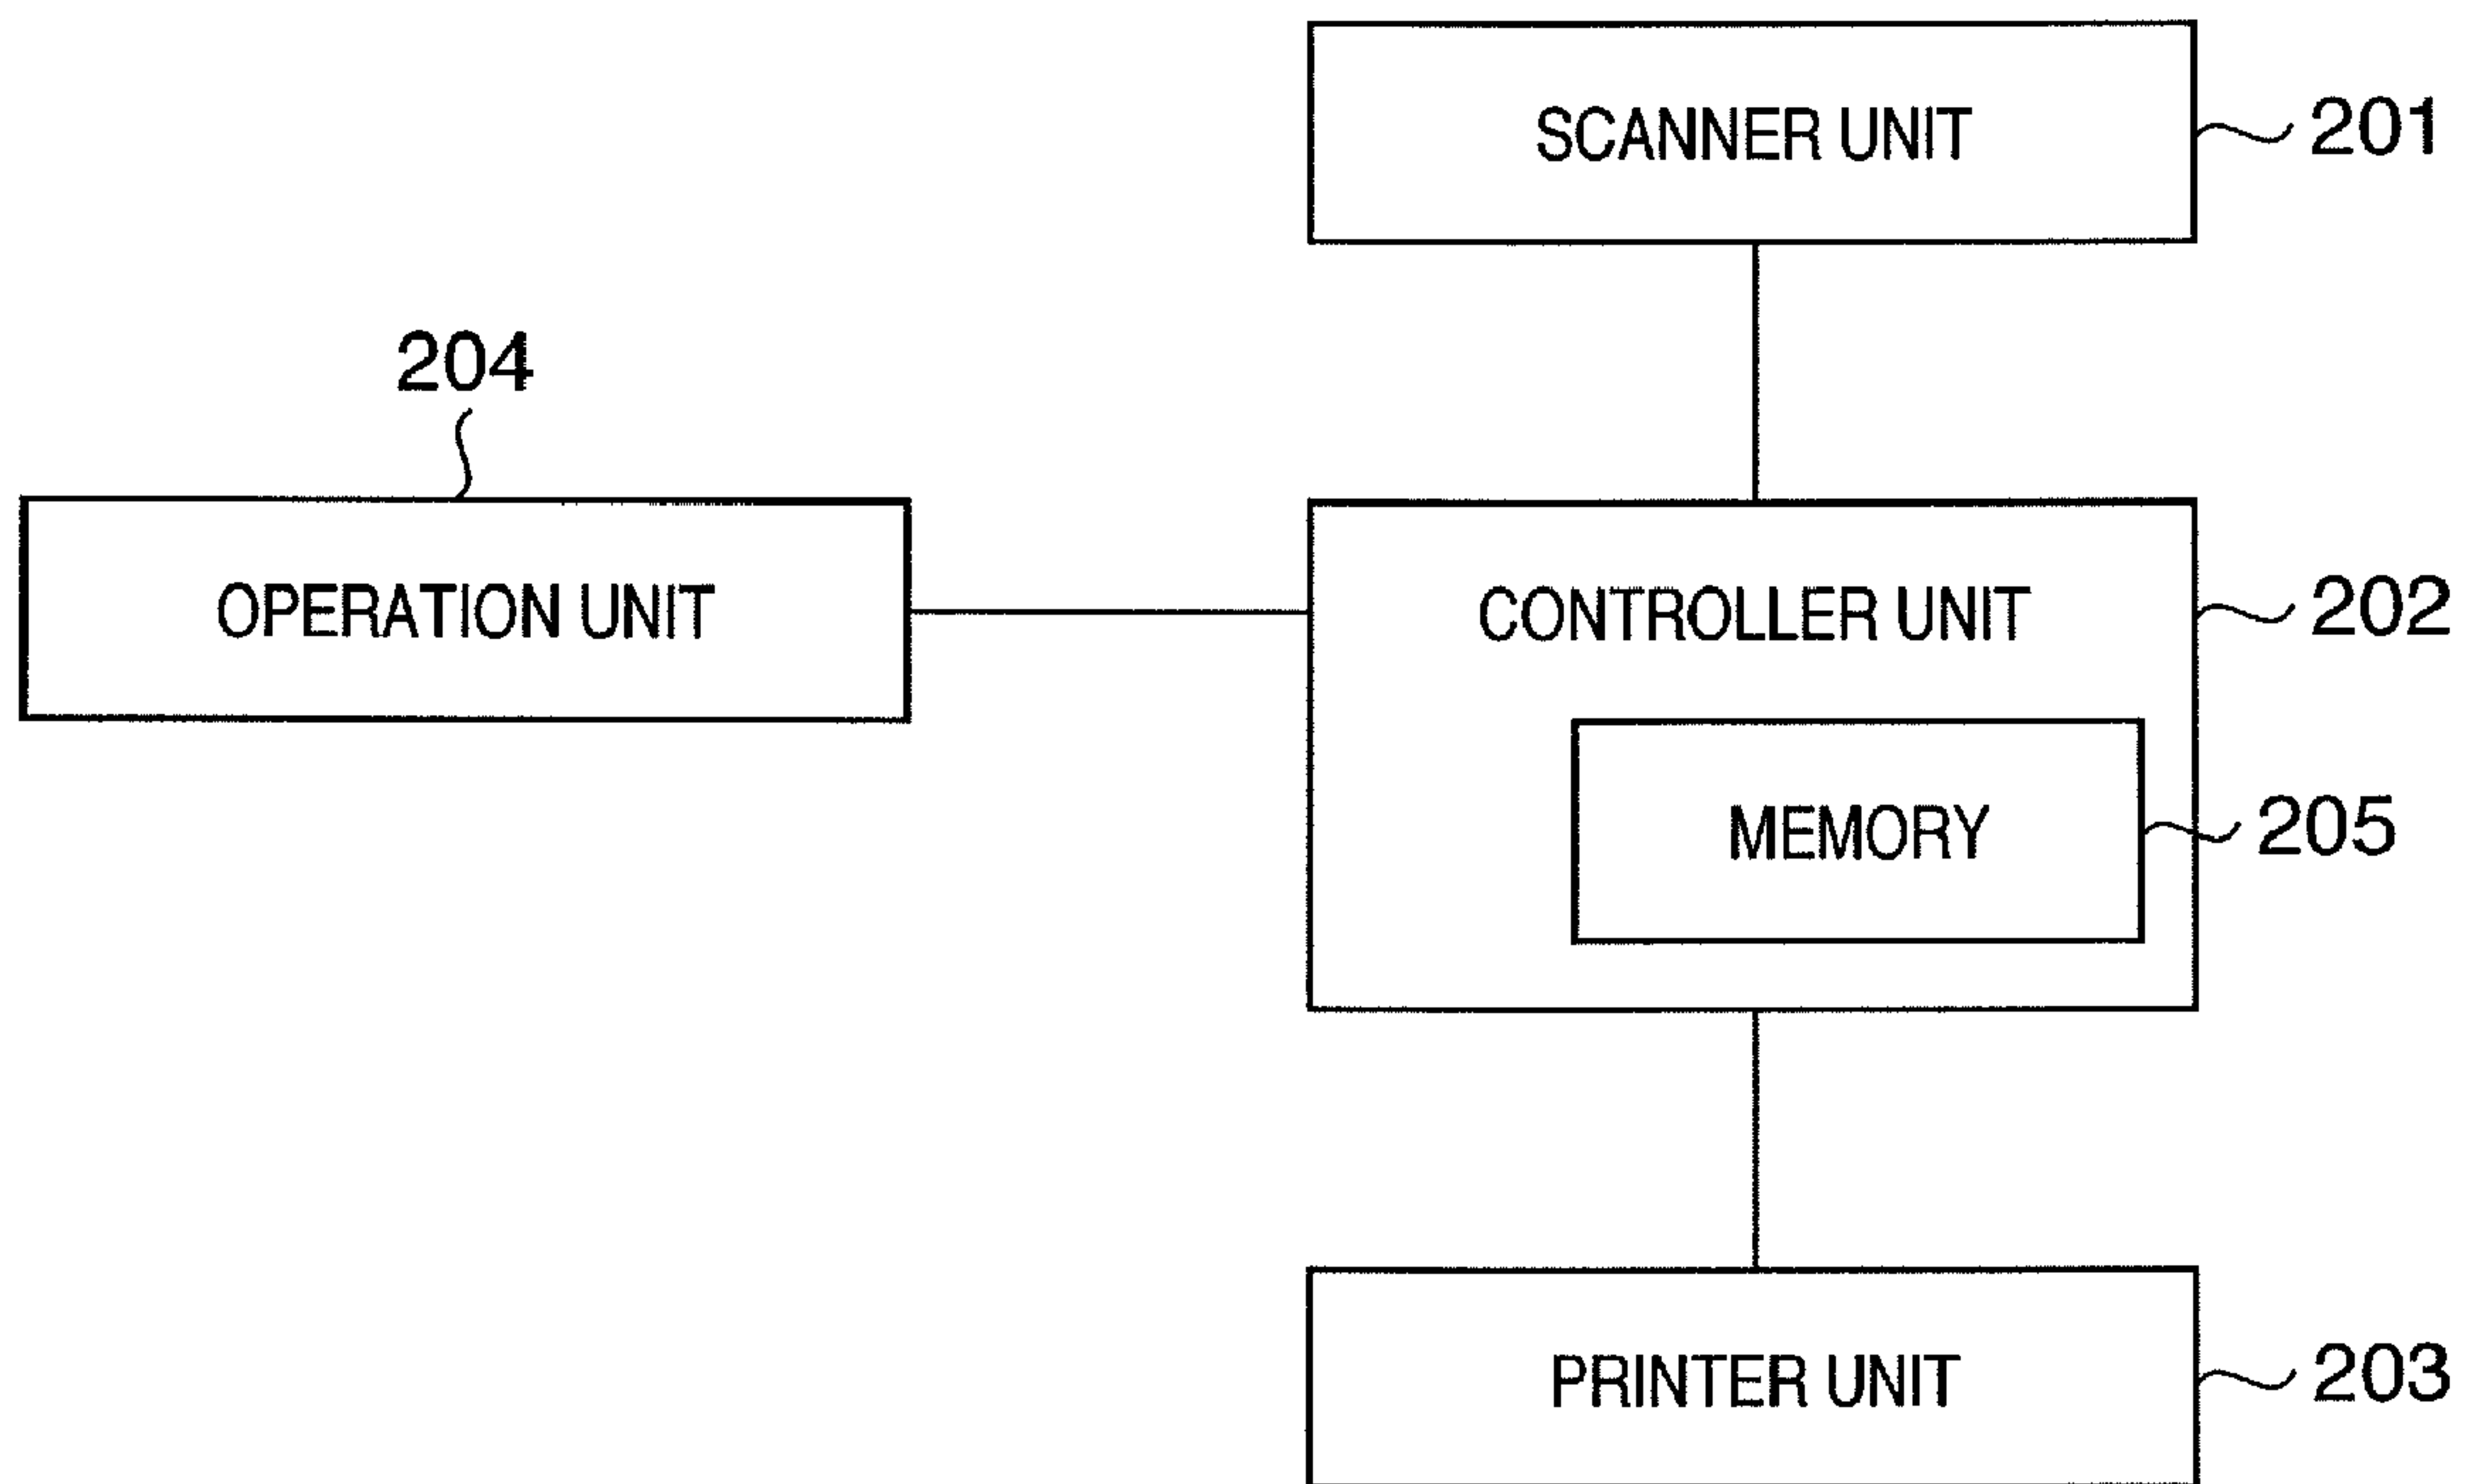 SCANNER UNIT 201
204
OPERATION UNIT
CONTROLLER UNIT 202
MEMORY 205
PRINTER UNIT 203